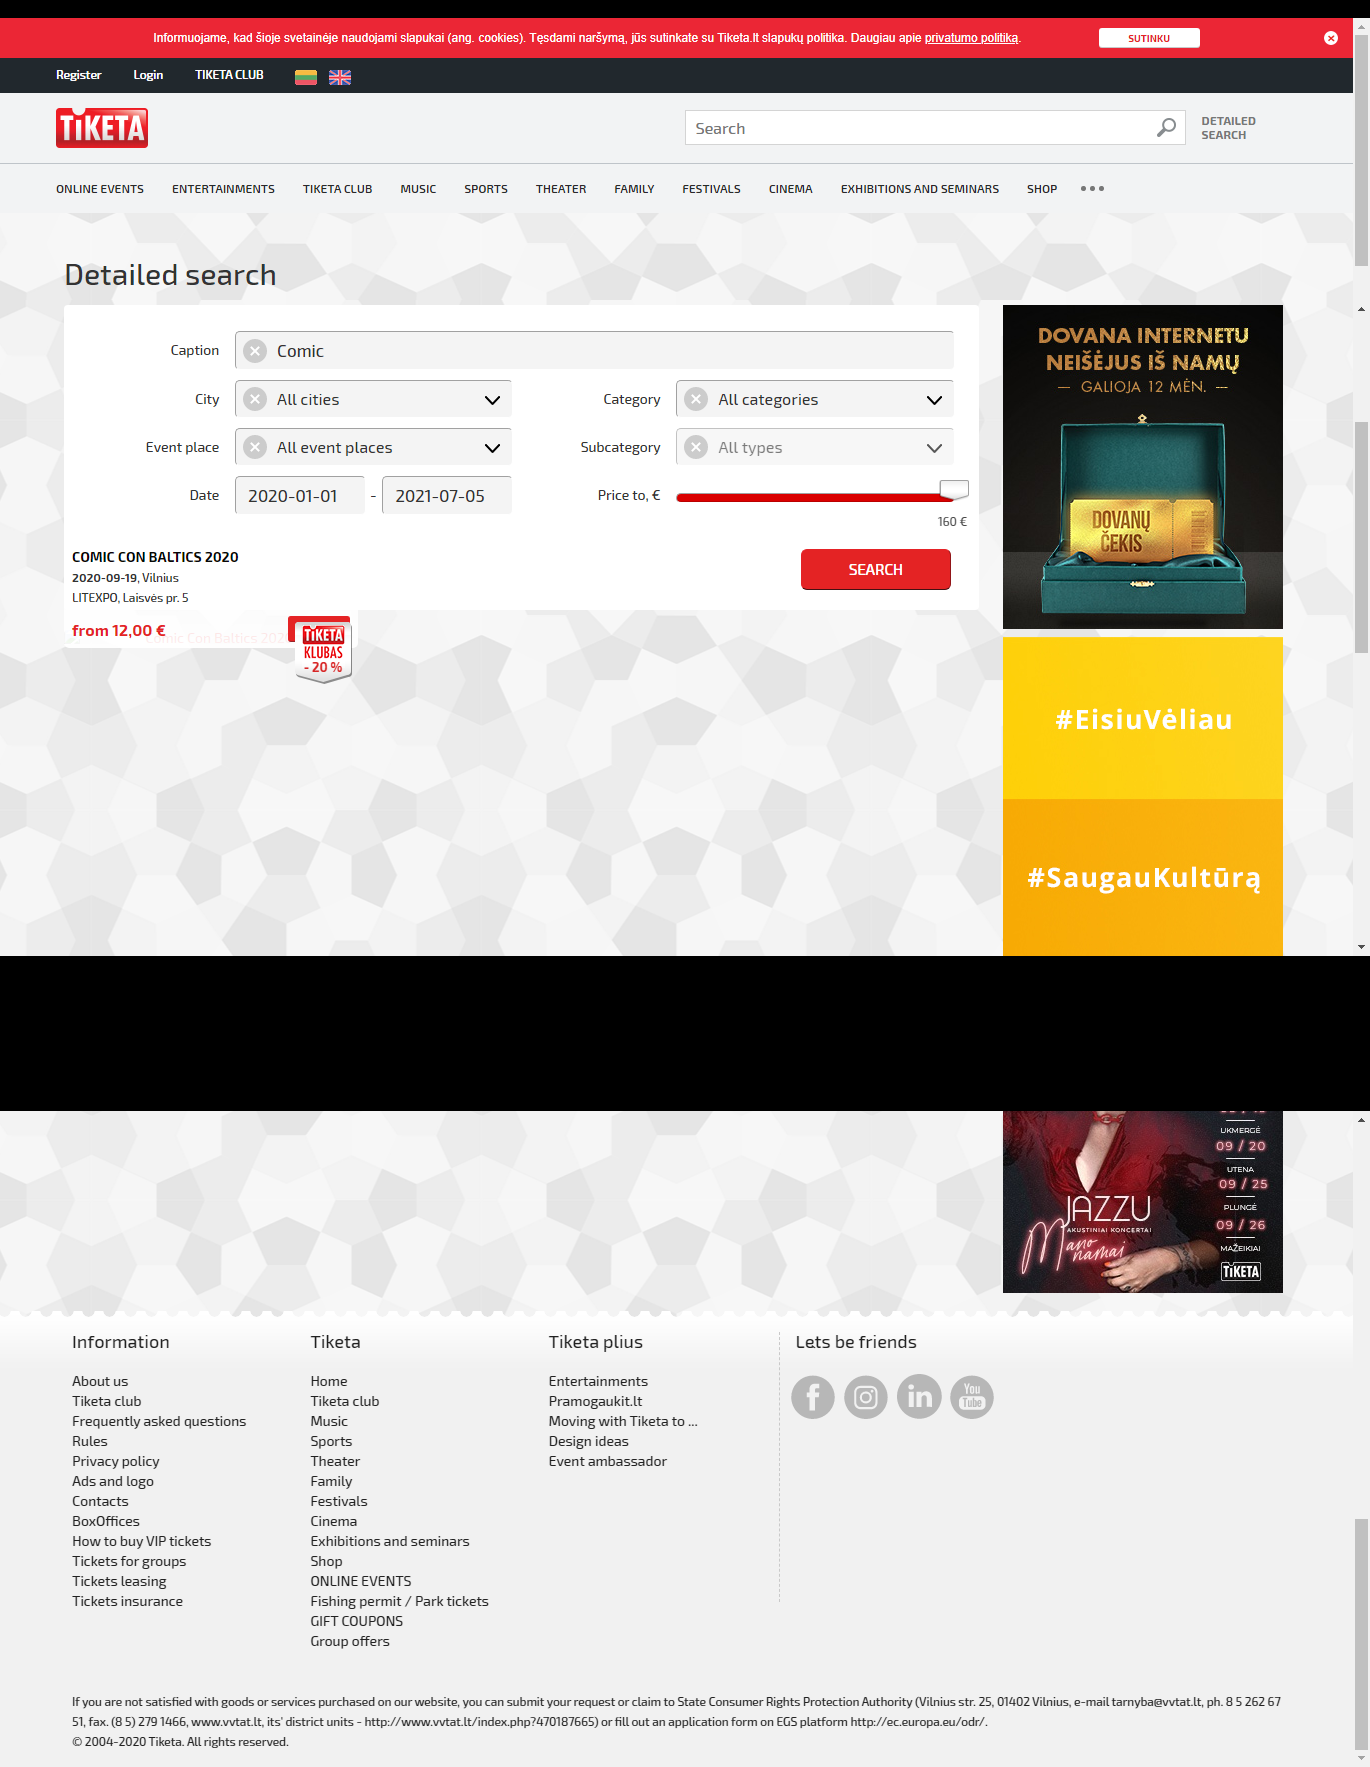 Informuojame, kad šioje svetainėje naudojami slapukai (ang. cookies). Tęsdami naršymą, jūs sutinkate su Tiketa.lt slapukų politika. Daugiau apie privatumo politiką.
SUTINKU
Register
Login
TIKETA CLUB
TiKETA
Search
DETAILED
SEARCH
ONLINE EVENTS
ENTERTAINMENTS
TIKETA CLUB
MUSIC
SPORTS
THEATER
FAMILY
FESTIVALS
CINEMA
EXHIBITIONS AND SEMINARS
SHOP
Detailed search
Caption
Comic
City
All cities
Category
All categories
Event place
All event places
Subcategory
All types
Date
2020-01-01
-
2021-07-05
Price to, €
160 €
COMIC CON BALTICS 2020
2020-09-19, Vilnius
LITEXPO, Laisvės pr. 5
SEARCH
from 12,00 €
TiKETA
KLUBAS
- 20 %
DOVANA INTERNETU
NEIŠĖJUS IŠ NAMŲ
— GALIOJA 12 MĖN. —
DOVANŲ
ČEKIS
#EisiuVėliau
#SaugauKultūrą
UKMERGĖ
09 / 20
UTENA
09 / 25
PLUNGĖ
09 / 26
MAŽEIKIAI
JAZZU
AKUSTINIAI KONCERTAI
Mano
namai
TiKETA
Information
About us
Tiketa club
Frequently asked questions
Rules
Privacy policy
Ads and logo
Contacts
BoxOffices
How to buy VIP tickets
Tickets for groups
Tickets leasing
Tickets insurance
Tiketa
Home
Tiketa club
Music
Sports
Theater
Family
Festivals
Cinema
Exhibitions and seminars
Shop
ONLINE EVENTS
Fishing permit / Park tickets
GIFT COUPONS
Group offers
Tiketa plius
Entertainments
Pramogaukit.lt
Moving with Tiketa to ...
Design ideas
Event ambassador
Lets be friends
f
in
You
Tube
If you are not satisfied with goods or services purchased on our website, you can submit your request or claim to State Consumer Rights Protection Authority (Vilnius str. 25, 01402 Vilnius, e-mail tarnyba@vvtat.lt, ph. 8 5 262 67
51, fax. (8 5) 279 1466, www.vvtat.lt, its' district units - http://www.vvtat.lt/index.php?470187665) or fill out an application form on EGS platform http://ec.europa.eu/odr/.
© 2004-2020 Tiketa. All rights reserved.